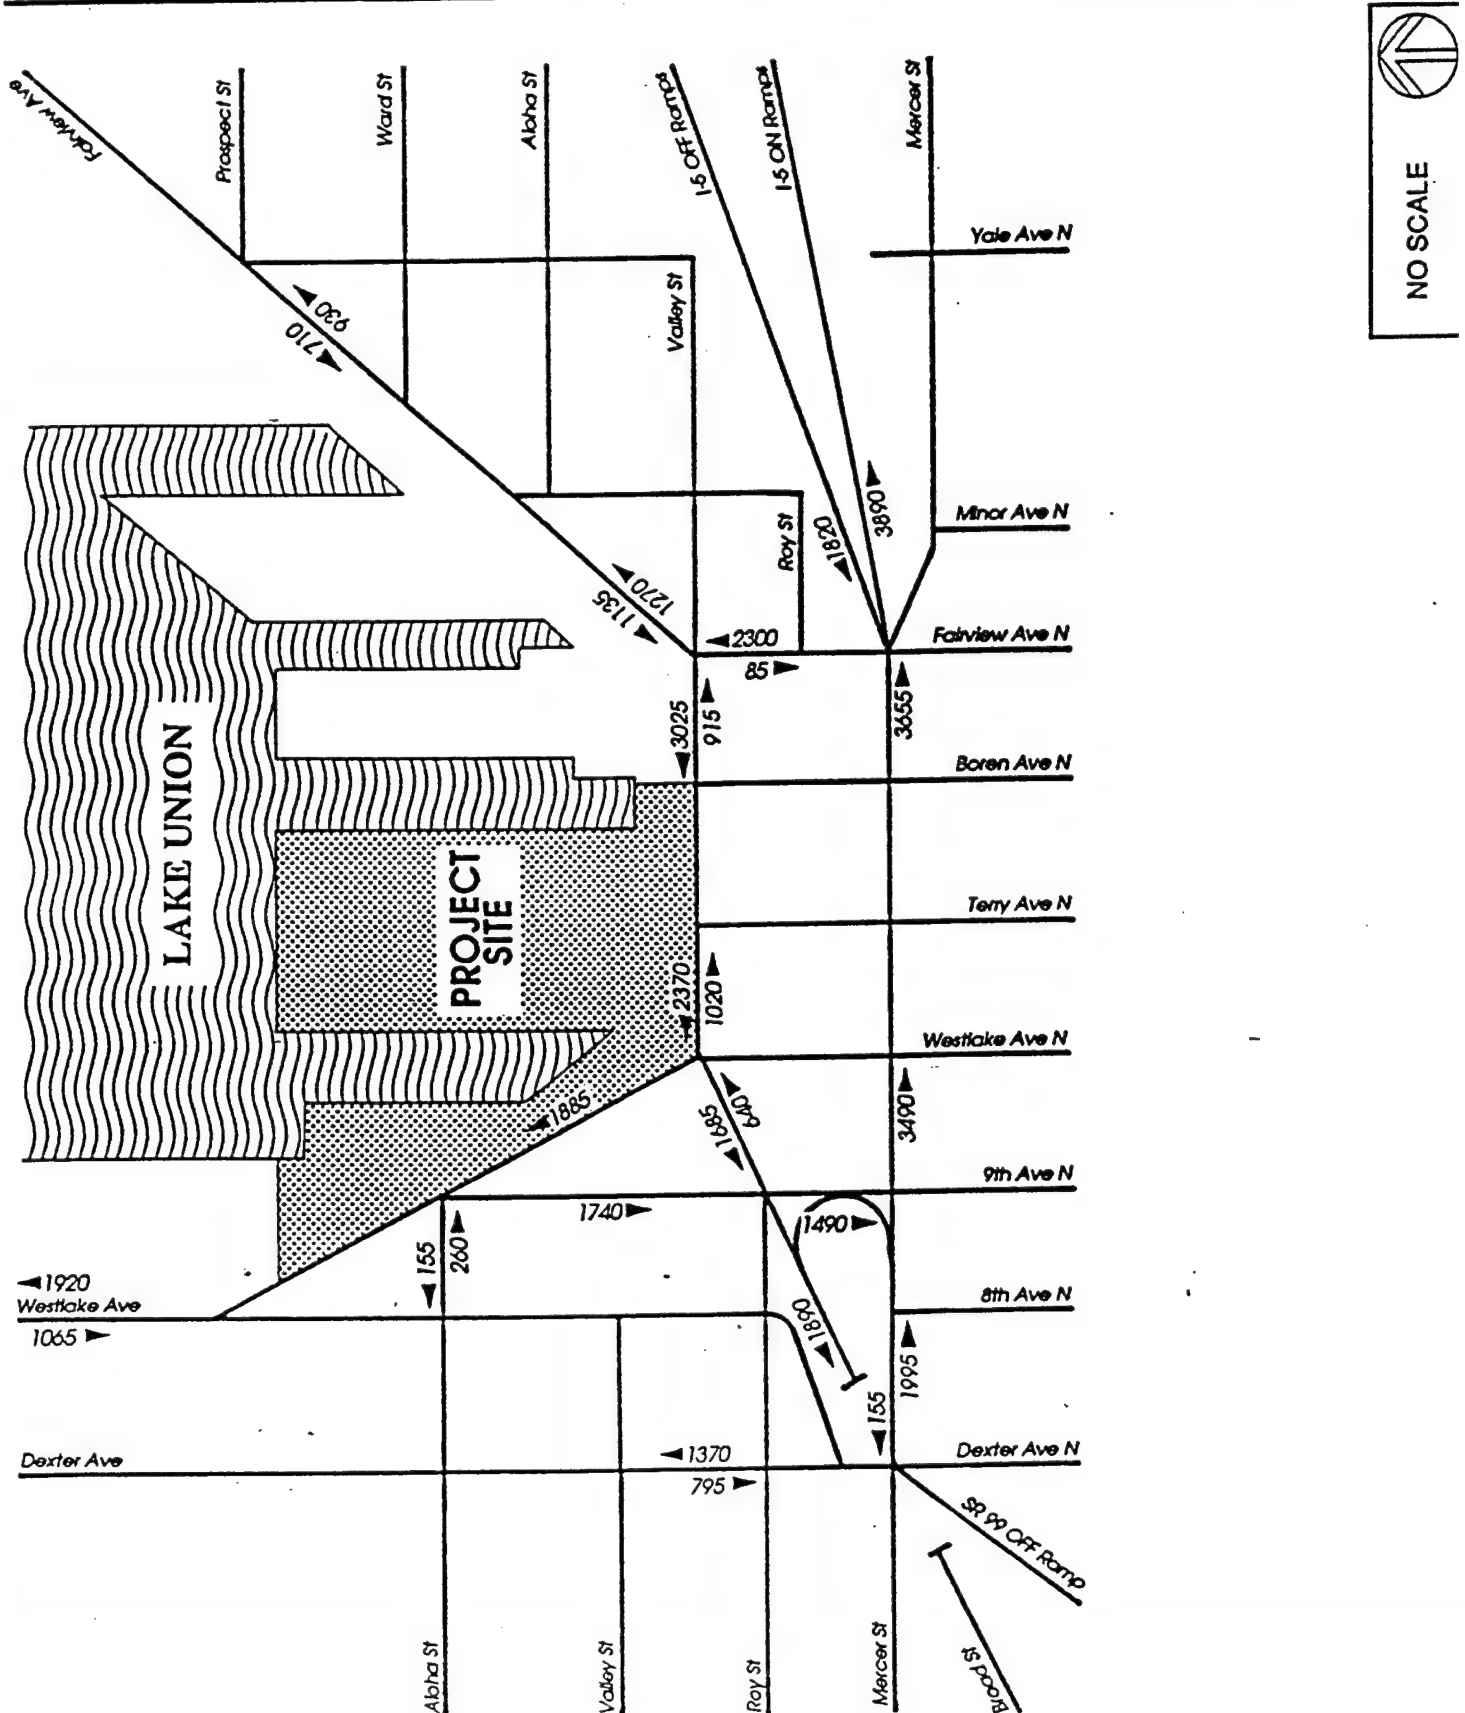 Fairview Ave
Prospect St
Ward St
Aloha St
I-5 OFF Ramps
I-5 ON Ramps
Mercer St
NO SCALE
Yale Ave N
Valley St
930
710
Minor Ave N
Roy St
1820
3890
1270
1135
2300
85
Fairview Ave N
3025
915
3655
Boren Ave N
LAKE UNION
PROJECT
SITE
Terry Ave N
2370
1020
Westlake Ave N
1885
1685
640
3490
9th Ave N
1740
1490
155
260
1920
Westlake Ave
1065
8th Ave N
1890
155
1995
Dexter Ave
1370
795
Dexter Ave N
SR 99 OFF Ramp
Aloha St
Valley St
Roy St
Mercer St
Broad St